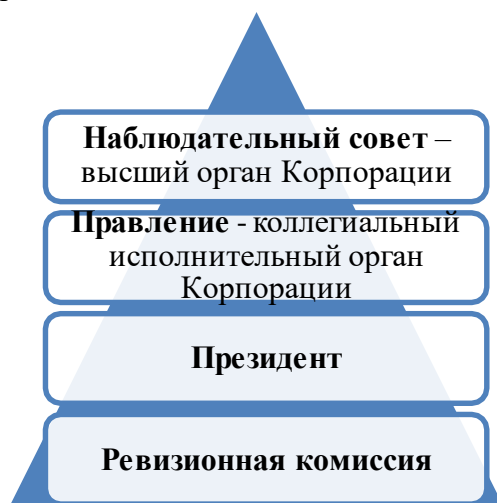 Наблюдательный совет –
высший орган Корпорации
Правление - коллегиальный
исполнительный орган
Корпорации
Президент
Ревизионная комиссия